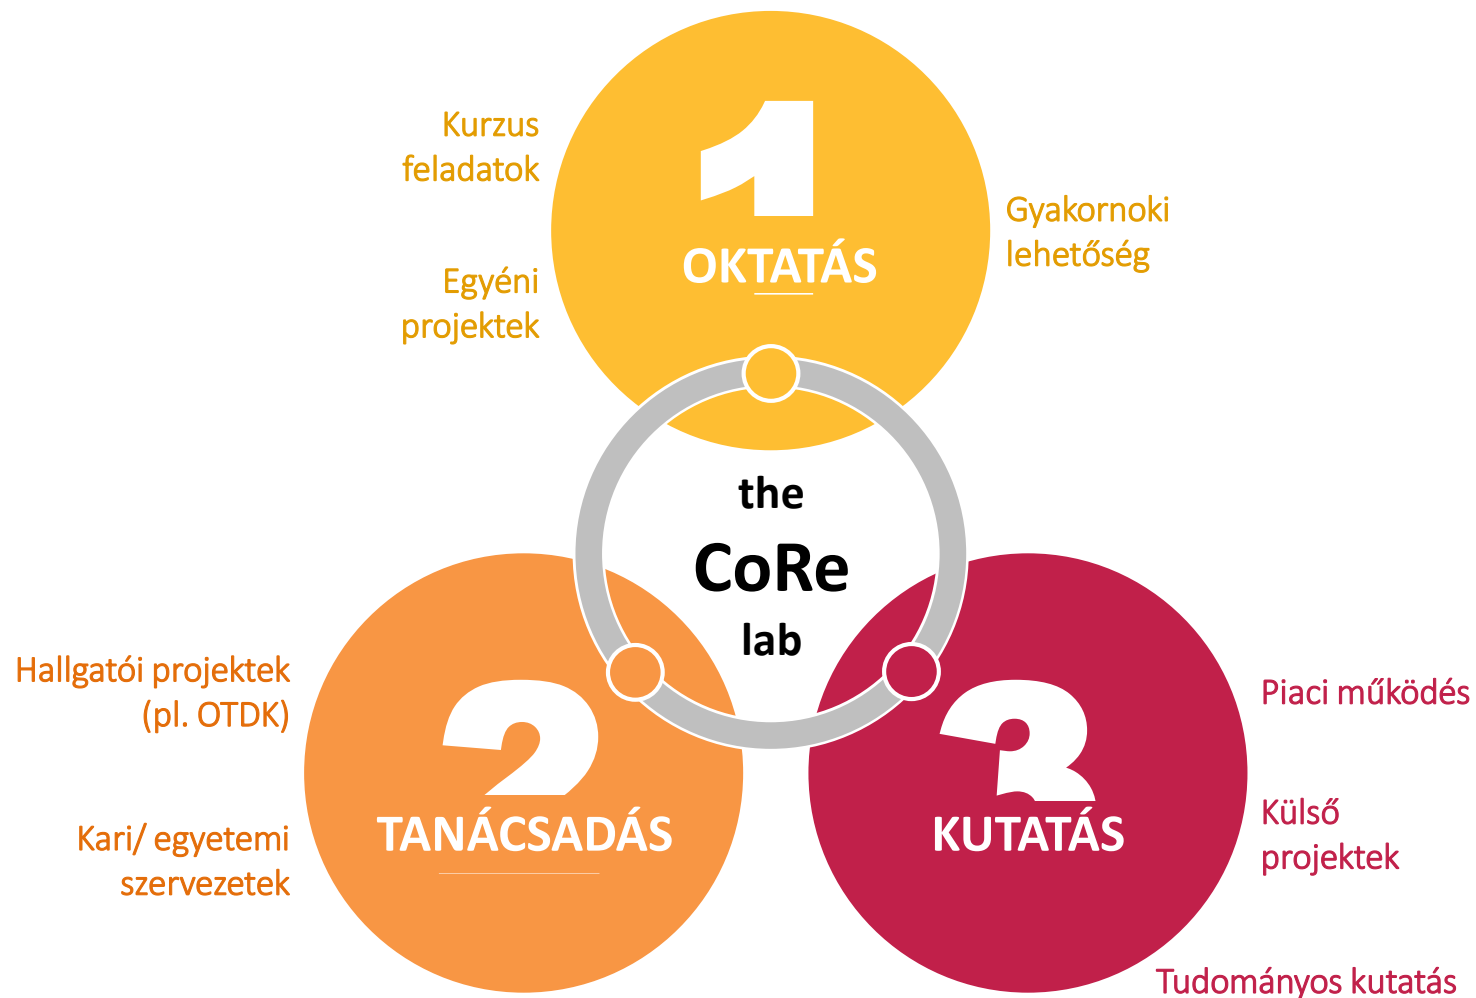 1
OKTATÁS
Kurzus
feladatok
Egyéni
projektek
Gyakornoki
lehetőség
the
CoRe
lab
2
TANÁCSADÁS
Hallgatói projektek
(pl. OTDK)
Kari/ egyetemi
szervezetek
3
KUTATÁS
Piaci működés
Külső
projektek
Tudományos kutatás